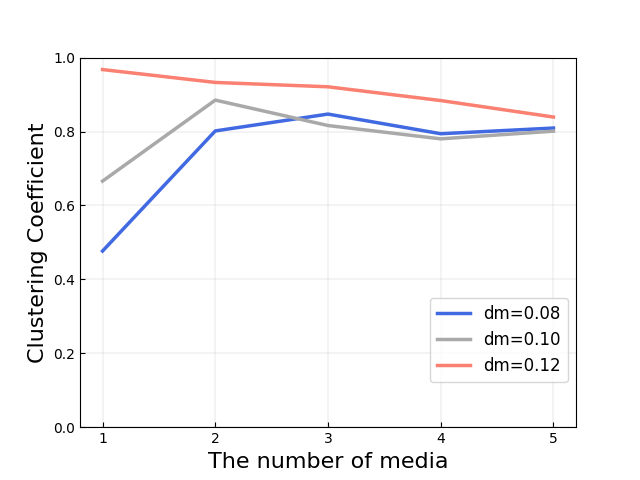 1.0
0.8
0.6
0.4
0.2
0.0
Clustering Coefficient
dm=0.08
dm=0.10
dm=0.12
1 2 3 4 5
The number of media